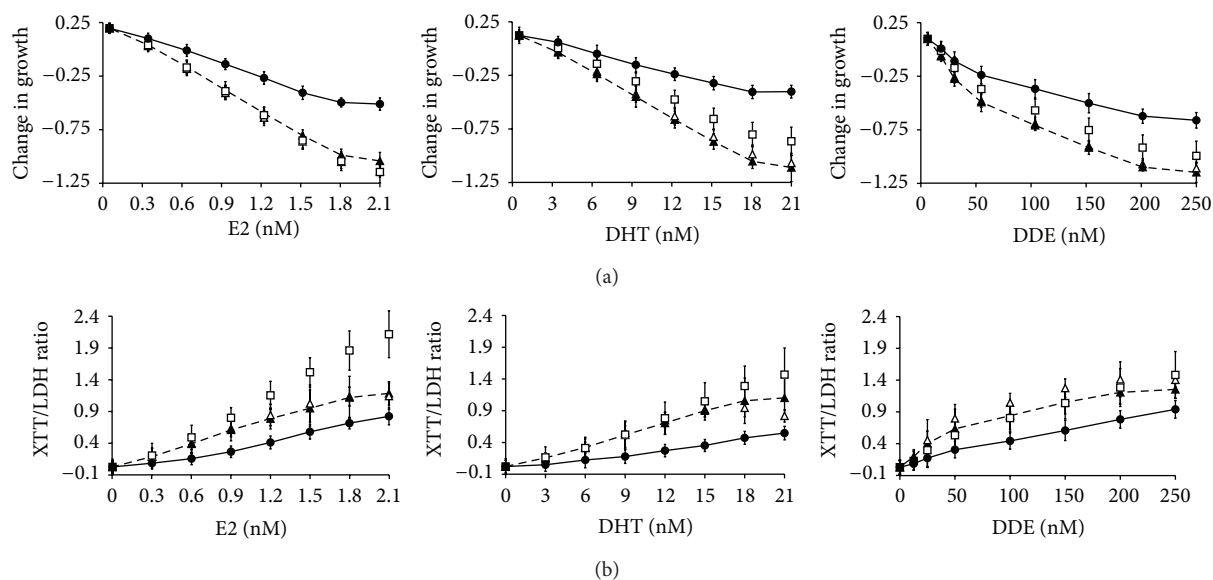 0.25
−0.25
−0.75
−1.25
Change in growth
0 0.3 0.6 0.9 1.2 1.5 1.8 2.1
E2 (nM)
0.25
−0.25
−0.75
−1.25
Change in growth
0 3 6 9 12 15 18 21
DHT (nM)
0.25
−0.25
−0.75
−1.25
Change in growth
0 50 100 150 200 250
DDE (nM)
(a)
2.4
1.9
1.4
0.9
0.4
−0.1
XTT/LDH ratio
0 0.3 0.6 0.9 1.2 1.5 1.8 2.1
E2 (nM)
2.4
1.9
1.4
0.9
0.4
−0.1
XTT/LDH ratio
0 3 6 9 12 15 18 21
DHT (nM)
2.4
1.9
1.4
0.9
0.4
−0.1
XTT/LDH ratio
0 50 100 150 200 250
DDE (nM)
(b)